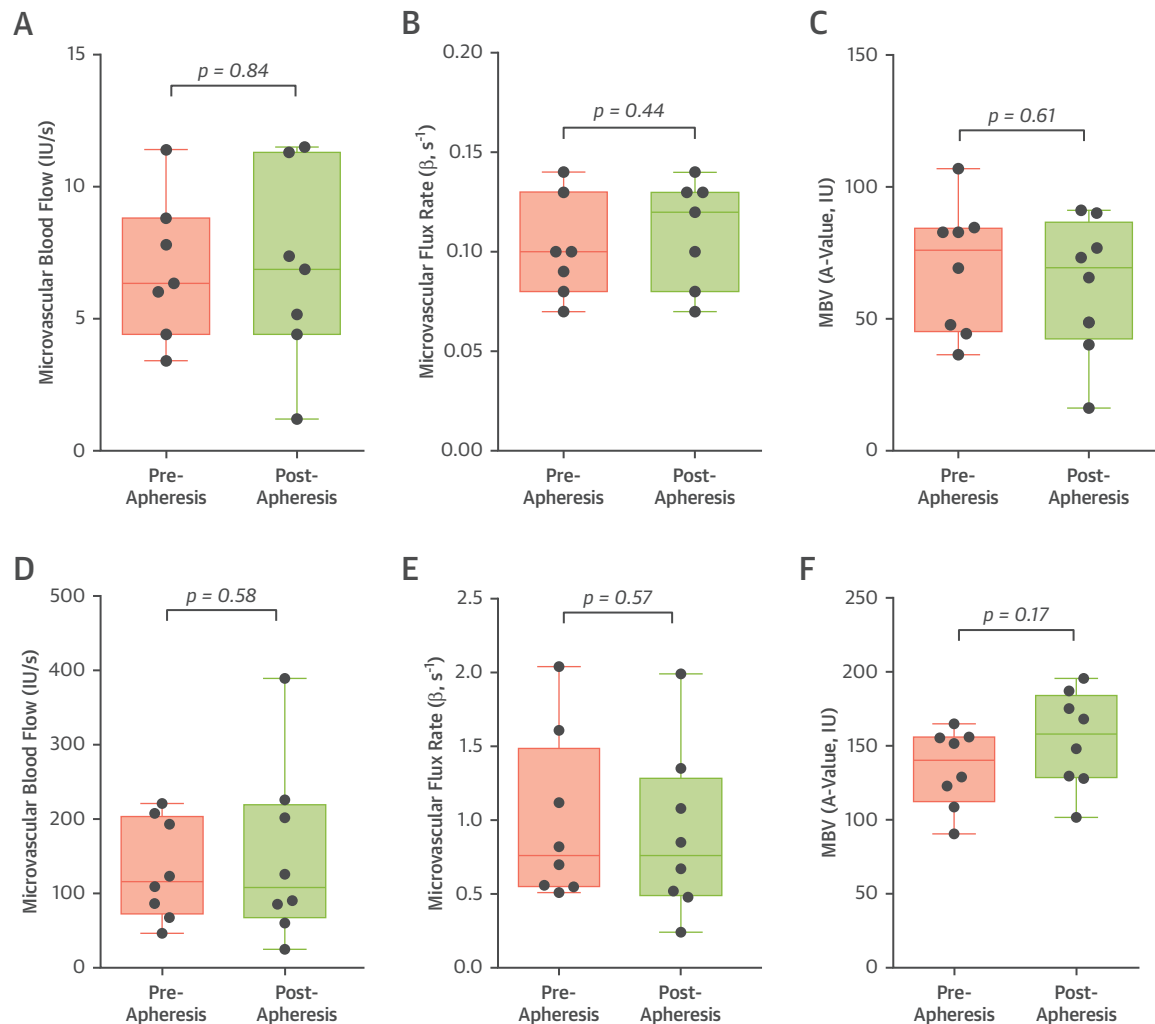 A
Microvascular Blood Flow (IU/s)
15
10
5
0
p = 0.84
Pre-
Apheresis
Post-
Apheresis
B
Microvascular Flux Rate (β, s⁻¹)
0.20
0.15
0.10
0.05
0.00
p = 0.44
Pre-
Apheresis
Post-
Apheresis
C
MBV (A-Value, IU)
150
100
50
0
p = 0.61
Pre-
Apheresis
Post-
Apheresis
D
Microvascular Blood Flow (IU/s)
500
400
300
200
100
0
p = 0.58
Pre-
Apheresis
Post-
Apheresis
E
Microvascular Flux Rate (β, s⁻¹)
2.5
2.0
1.5
1.0
0.5
0.0
p = 0.57
Pre-
Apheresis
Post-
Apheresis
F
MBV (A-Value, IU)
250
200
150
100
50
0
p = 0.17
Pre-
Apheresis
Post-
Apheresis